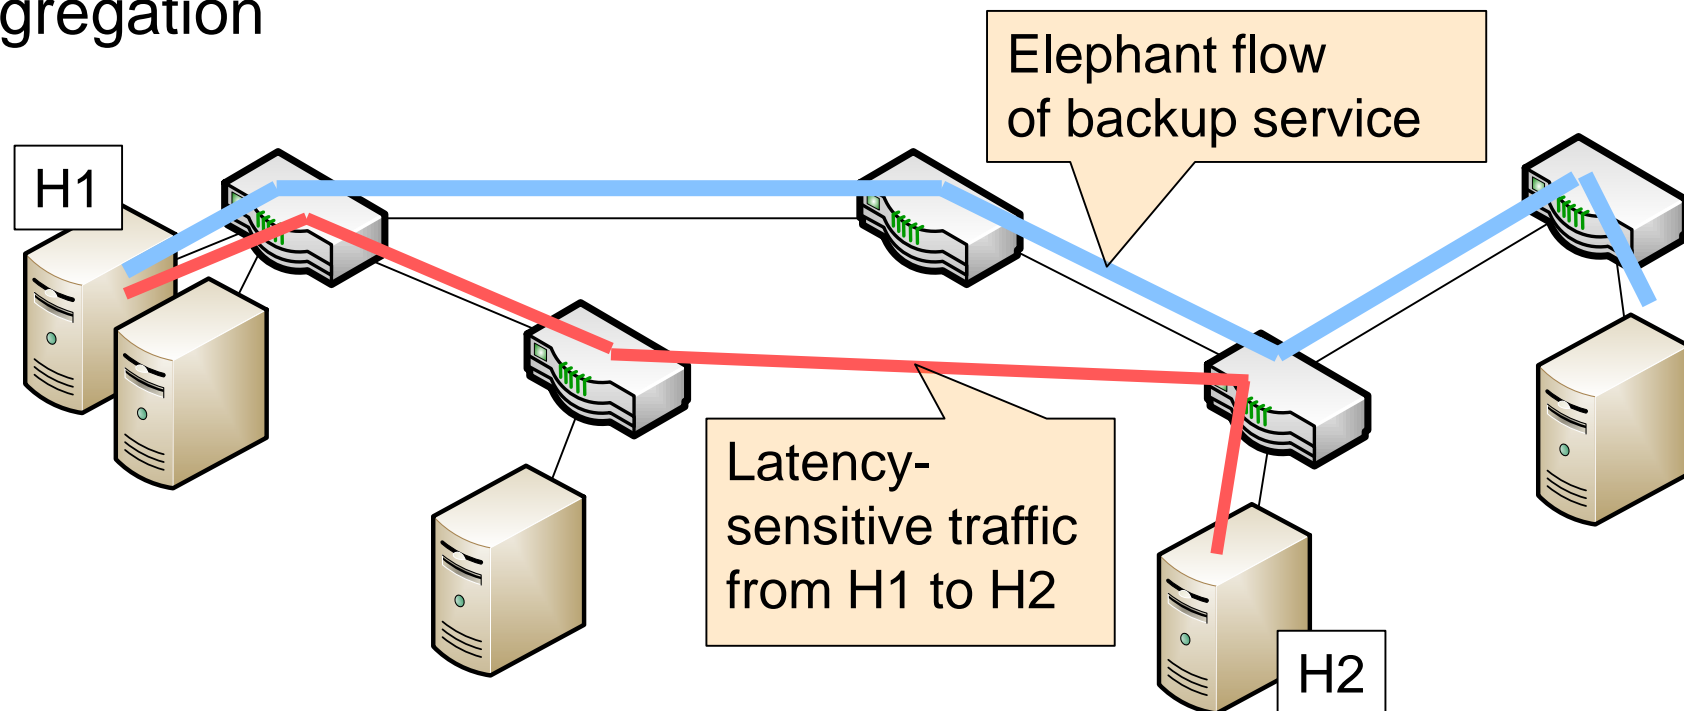 gregation
Elephant flow
of backup service
H1
Latency-
sensitive traffic
from H1 to H2
H2